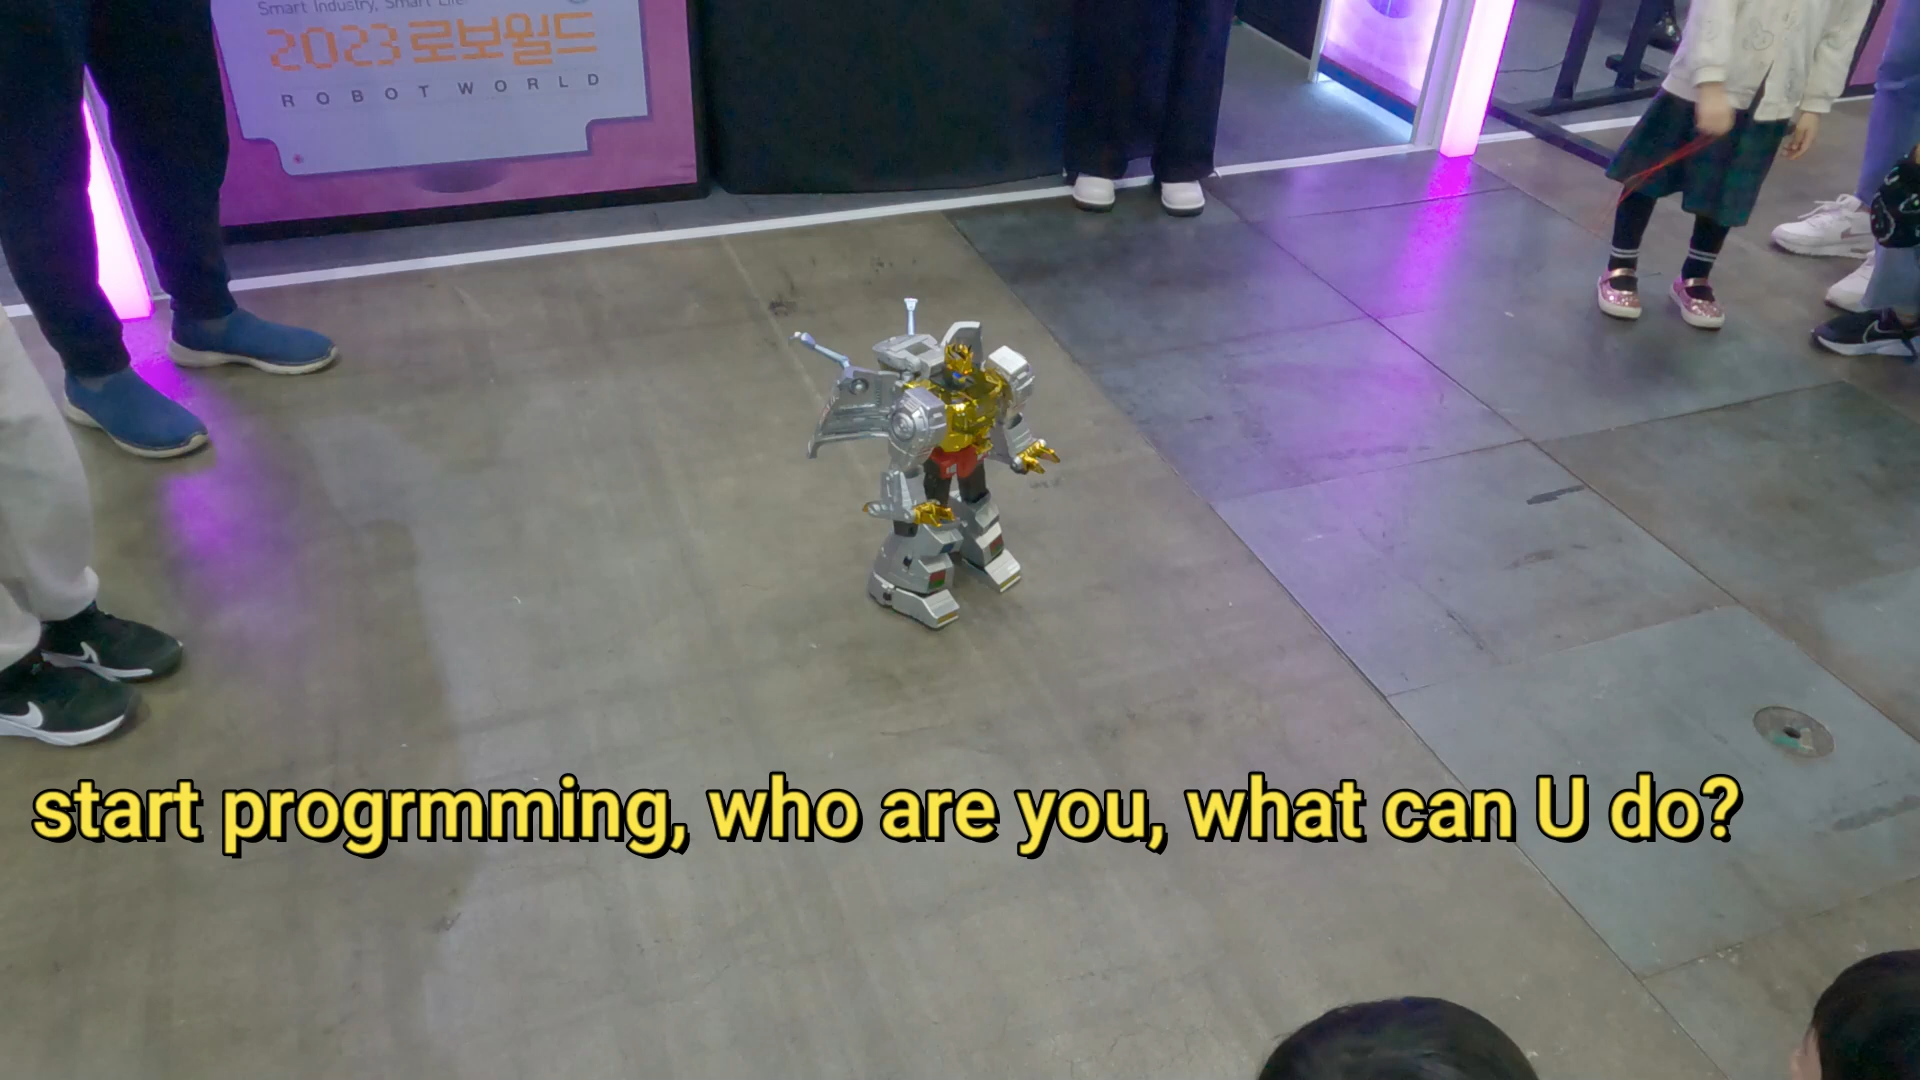 Smart Industry, Smart Life
2023 로보월드
ROBOT WORLD
start progrmming, who are you, what can U do?